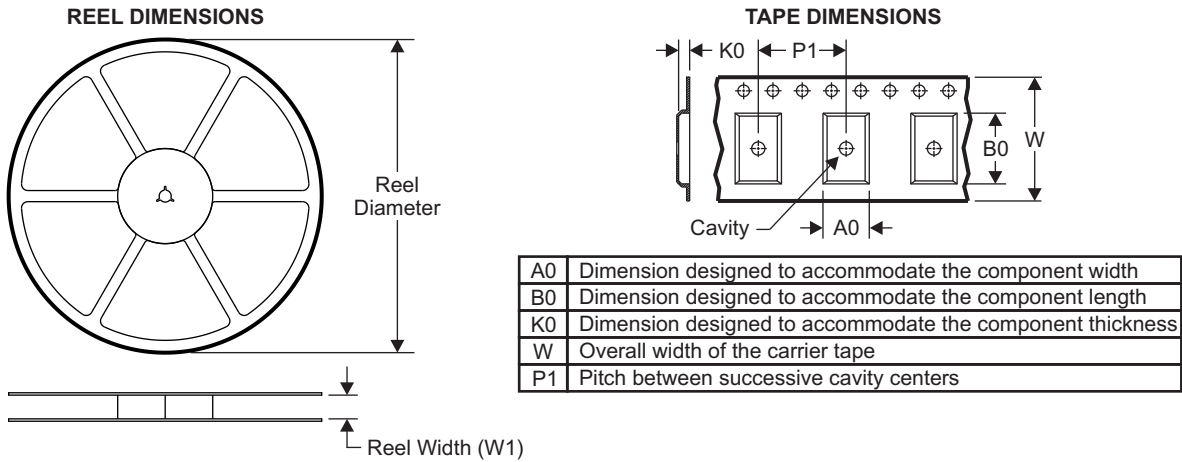 REEL DIMENSIONS
Reel
Diameter
Reel Width (W1)
TAPE DIMENSIONS
K0
P1
B0
W
Cavity
A0
A0 Dimension designed to accommodate the component width
B0 Dimension designed to accommodate the component length
K0 Dimension designed to accommodate the component thickness
W Overall width of the carrier tape
P1 Pitch between successive cavity centers